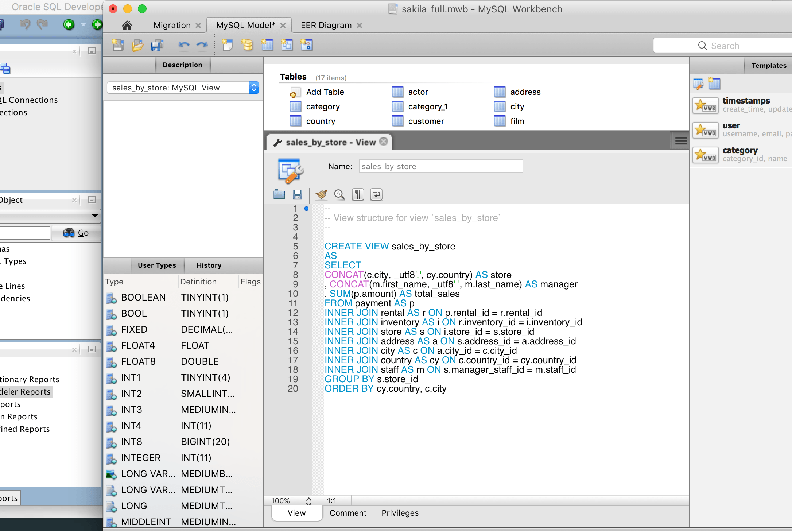 Oracle SQL Develop
sakila_full.mwb - MySQL Workbench
Migration
MySQL Model*
EER Diagram
Search
Description
Templates
sales_by_store: MySQL View
Tables (17 items)
Add Table
actor
address
category
category_1
city
country
customer
film
timestamps
create_time, update
user
username, email, pa
category
category_id, name
L Connections
ections
sales_by_store - View
Name: sales_by_store
Object
Go
nas
Types
e Lines
dencies
tionary Reports
deler Reports
ports
n Reports
fined Reports
orts
User Types
History
Type
Definition
Flags
BOOLEAN TINYINT(1)
BOOL TINYINT(1)
FIXED DECIMAL(...
FLOAT4 FLOAT
FLOAT8 DOUBLE
INT1 TINYINT(4)
INT2 SMALLINT...
INT3 MEDIUMIN...
INT4 INT(11)
INT8 BIGINT(20)
INTEGER INT(11)
LONG VAR... MEDIUMB...
LONG VAR... MEDIUMT...
LONG MEDIUMT...
MIDDLEINT MEDIUMIN...
1 --
2 -- View structure for view `sales_by_store`
3 --
4
5 CREATE VIEW sales_by_store
6 AS
7 SELECT
8 CONCAT(c.city, _utf8',', cy.country) AS store
9 , CONCAT(m.first_name, _utf8' ', m.last_name) AS manager
10 , SUM(p.amount) AS total_sales
11 FROM payment AS p
12 INNER JOIN rental AS r ON p.rental_id = r.rental_id
13 INNER JOIN inventory AS i ON r.inventory_id = i.inventory_id
14 INNER JOIN store AS s ON i.store_id = s.store_id
15 INNER JOIN address AS a ON s.address_id = a.address_id
16 INNER JOIN city AS c ON a.city_id = c.city_id
17 INNER JOIN country AS cy ON c.country_id = cy.country_id
18 INNER JOIN staff AS m ON s.manager_staff_id = m.staff_id
19 GROUP BY s.store_id
20 ORDER BY cy.country, c.city
100% 1:1
View
Comment
Privileges